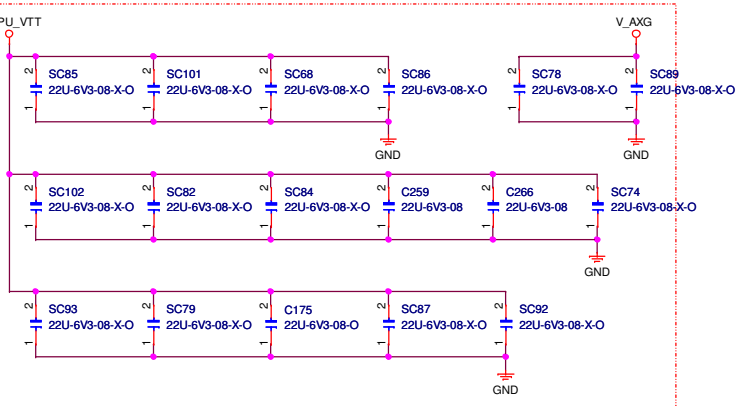 PU_VTT
V_AXG
2 SC85 2 SC101 2 SC68 2 SC86 2 SC78 2 SC89
22U-6V3-08-X-O 22U-6V3-08-X-O 22U-6V3-08-X-O 22U-6V3-08-X-O 22U-6V3-08-X-O 22U-6V3-08-X-O
1 1 1 1 1 1
GND GND
2 SC102 2 SC82 2 SC84 2 C259 2 C266 2 SC74
22U-6V3-08-X-O 22U-6V3-08-X-O 22U-6V3-08-X-O 22U-6V3-08 22U-6V3-08 22U-6V3-08-X-O
1 1 1 1 1 1
GND
2 SC93 2 SC79 2 C175 2 SC87 2 SC92
22U-6V3-08-X-O 22U-6V3-08-X-O 22U-6V3-08-O 22U-6V3-08-X-O 22U-6V3-08-X-O
1 1 1 1 1
GND